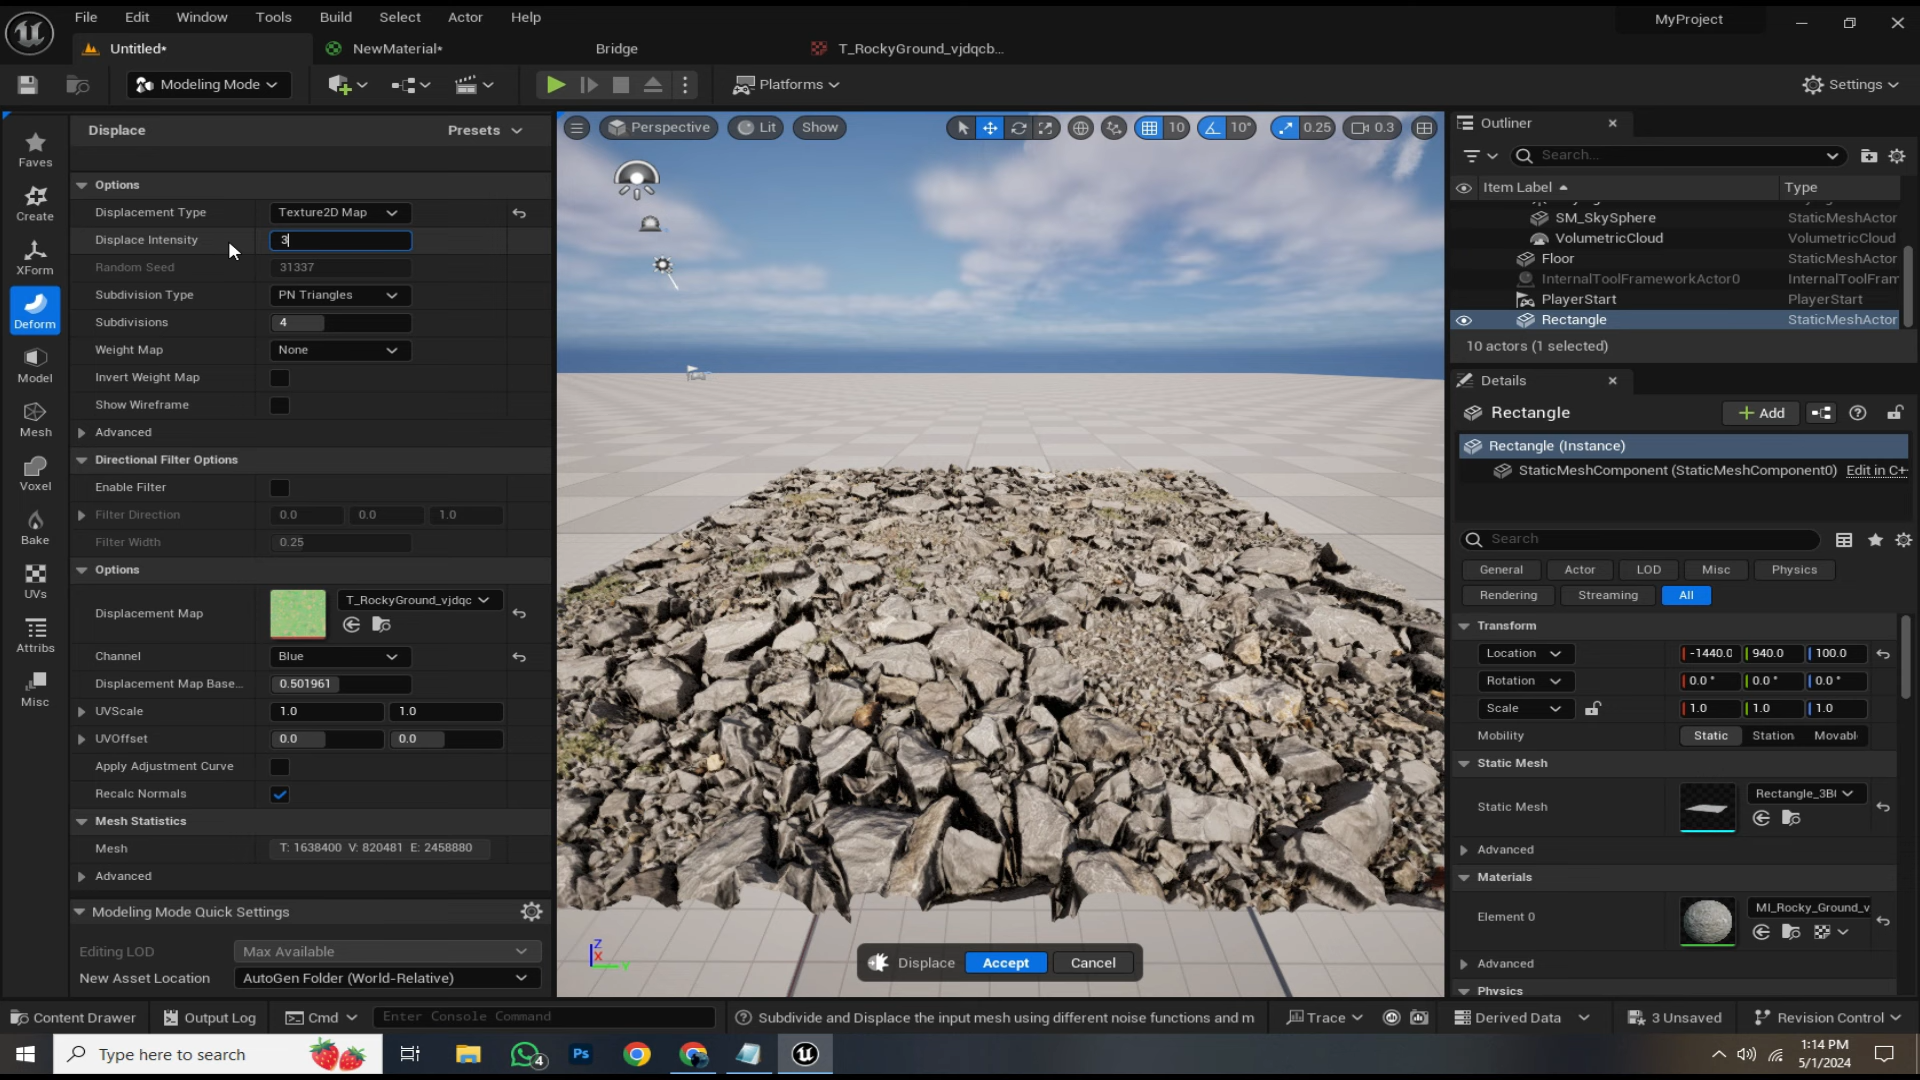 File Edit Window Tools Build Select Actor Help
MyProject
Untitled*
NewMaterial*
Bridge
T_RockyGround_vjdqcb...
Modeling Mode
Platforms
Settings
Faves
Create
XForm
Deform
Model
Mesh
Voxel
Bake
UVs
Attribs
Misc
Displace
Presets
Options
Displacement Type Texture2D Map
Displace Intensity 3
Random Seed 31337
Subdivision Type PN Triangles
Subdivisions 4
Weight Map None
Invert Weight Map
Show Wireframe
Advanced
Directional Filter Options
Enable Filter
Filter Direction 0.0 0.0 1.0
Filter Width 0.25
Options
Displacement Map T_RockyGround_vjdqc
Channel Blue
Displacement Map Base... 0.501961
UVScale 1.0 1.0
UVOffset 0.0 0.0
Apply Adjustment Curve
Recalc Normals
Mesh Statistics
Mesh T: 1638400 V: 820481 E: 2458880
Advanced
Modeling Mode Quick Settings
Editing LOD Max Available
New Asset Location AutoGen Folder (World-Relative)
Perspective Lit Show
10 10° 0.25 0.3
Z
X
Y
Displace Accept Cancel
Outliner
Search...
Item Label Type
SM_SkySphere StaticMeshActor
VolumetricCloud VolumetricCloud
Floor StaticMeshActor
InternalToolFrameworkActor0 InternalToolFram
PlayerStart PlayerStart
Rectangle StaticMeshActor
10 actors (1 selected)
Details
Rectangle
Add
Rectangle (Instance)
StaticMeshComponent (StaticMeshComponent0) Edit in C+
Search
General Actor LOD Misc Physics
Rendering Streaming All
Transform
Location -1440.0 940.0 100.0
Rotation 0.0 ° 0.0 ° 0.0 °
Scale 1.0 1.0 1.0
Mobility Static Station Movabl
Static Mesh
Static Mesh Rectangle_3B
Advanced
Materials
Element 0 MI_Rocky_Ground_v
Advanced
Physics
Content Drawer Output Log Cmd Enter Console Command
Subdivide and Displace the input mesh using different noise functions and m
Trace Derived Data 3 Unsaved Revision Control
Type here to search
4
Ps
1:14 PM
5/1/2024